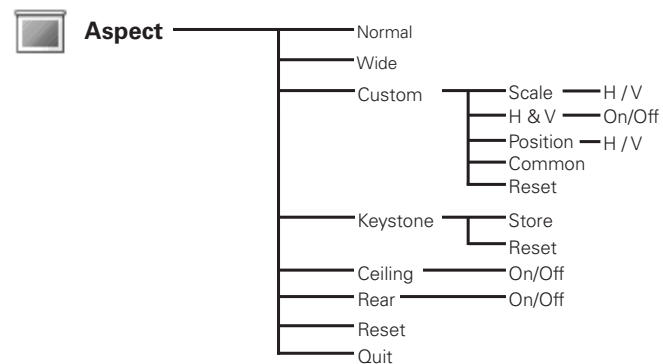 Aspect
Normal
Wide
Custom
Scale
H / V
H & V
On/Off
Position
H / V
Common
Reset
Keystone
Store
Reset
Ceiling
On/Off
Rear
On/Off
Reset
Quit